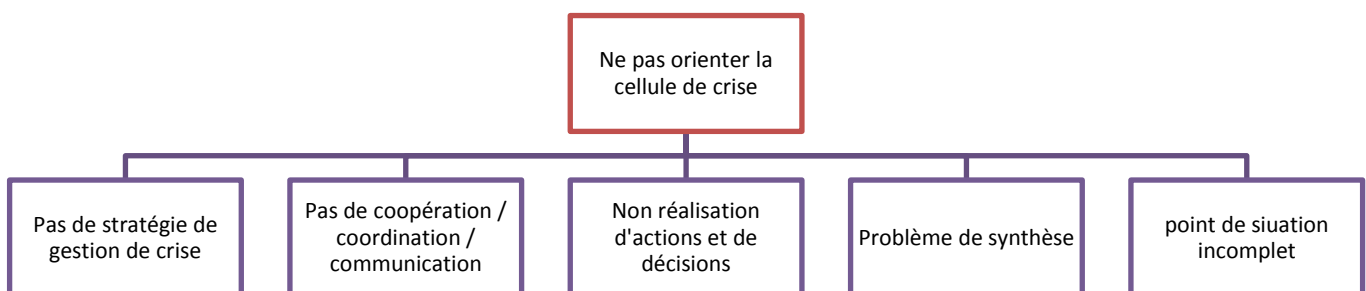 Ne pas orienter la
cellule de crise
Pas de stratégie de
gestion de crise
Pas de coopération /
coordination /
communication
Non réalisation
d'actions et de
décisions
Problème de synthèse
point de siuation
incomplet